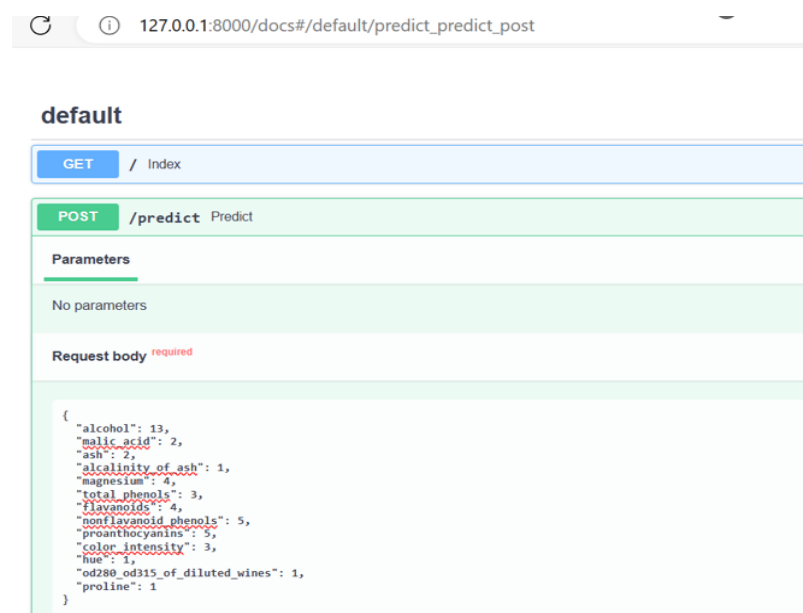 127.0.0.1:8000/docs#/default/predict_predict_post
default
GET / Index
POST /predict Predict
Parameters
No parameters
Request body required
{
"alcohol": 13,
"malic_acid": 2,
"ash": 2,
"alcalinity_of_ash": 1,
"magnesium": 4,
"total_phenols": 3,
"flavanoids": 4,
"nonflavanoid_phenols": 5,
"proanthocyanins": 5,
"color_intensity": 3,
"hue": 1,
"od280_od315_of_diluted_wines": 1,
"proline": 1
}